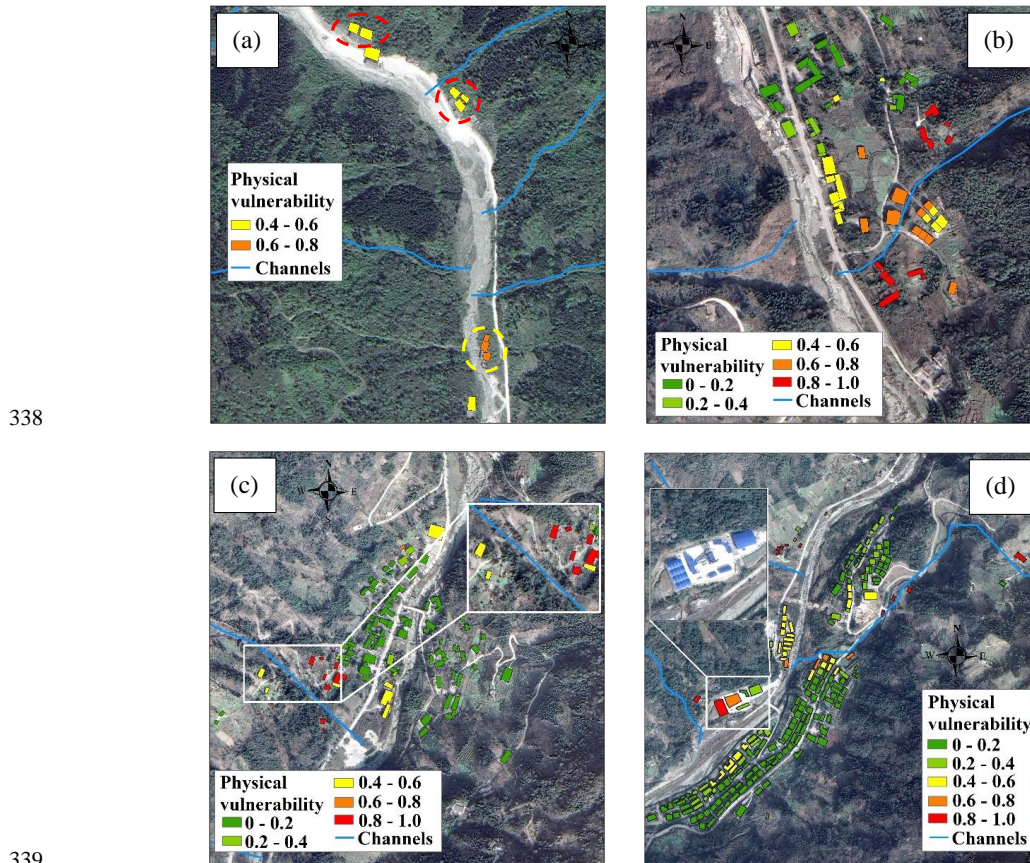 (a)
N
W
Physical
vulnerability
0.4 - 0.6
0.6 - 0.8
Channels
(b)
N
W E
S
Physical
vulnerability
0 - 0.2
0.2 - 0.4
0.4 - 0.6
0.6 - 0.8
0.8 - 1.0
Channels
338
(c)
N
W E
S
Physical
vulnerability
0 - 0.2
0.2 - 0.4
0.4 - 0.6
0.6 - 0.8
0.8 - 1.0
Channels
(d)
N
W E
S
Physical
vulnerability
0 - 0.2
0.2 - 0.4
0.4 - 0.6
0.6 - 0.8
0.8 - 1.0
Channels
339